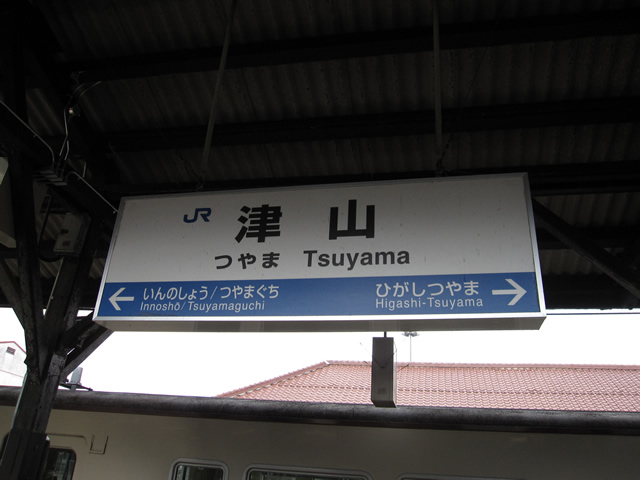 JR 津山
つやま Tsuyama
← いんのしょう/つやまぐち ひがしつやま →
Innoshō/Tsuyamaguchi Higashi-Tsuyama